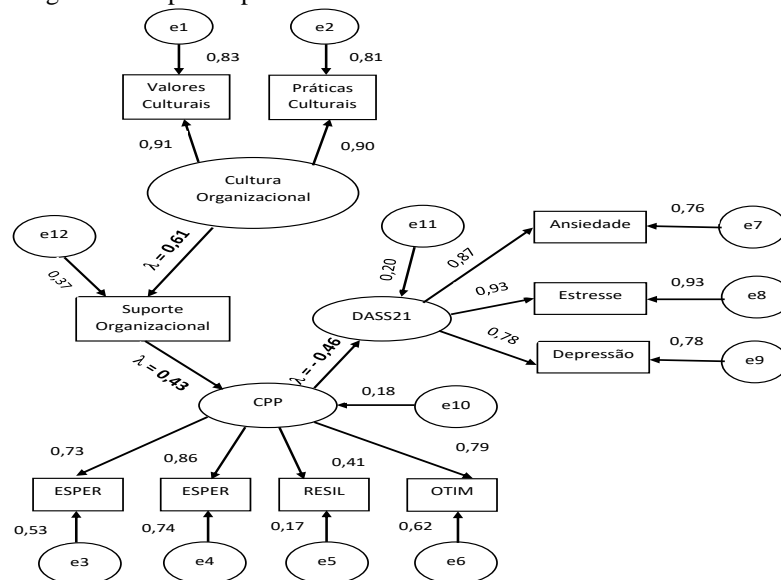 e1
e2
0,83
0,81
Valores
Culturais
Práticas
Culturais
0,91
0,90
Cultura
Organizacional
e12
0,37
λ = 0,61
Suporte
Organizacional
e11
0,20
0,87
Ansiedade
0,76
e7
DASS21
0,93
Estresse
0,93
e8
0,78
Depressão
0,78
e9
λ = 0,43
λ = - 0,46
CPP
0,18
e10
0,73
0,86
0,41
0,79
ESPER
ESPER
RESIL
OTIM
0,53
0,74
0,17
0,62
e3
e4
e5
e6